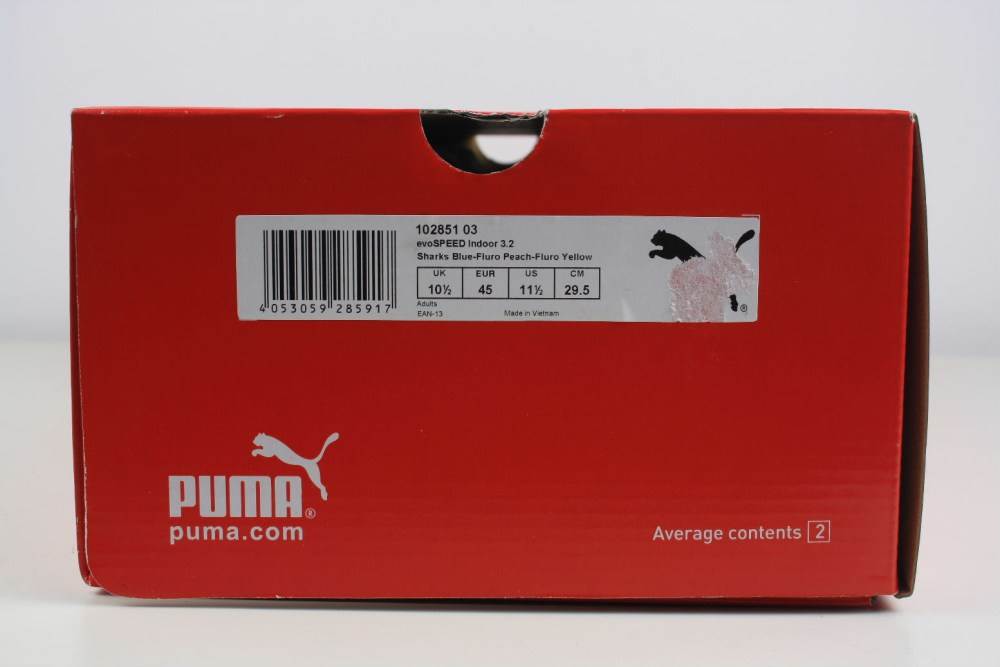 102851 03
evoSPEED Indoor 3.2
Sharks Blue-Fluro Peach-Fluro Yellow
UK EUR US CM
10½ 45 11½ 29.5
4 053059 285917
Adults
EAN-13 Made in Vietnam
®
PUMA®
puma.com
Average contents 2